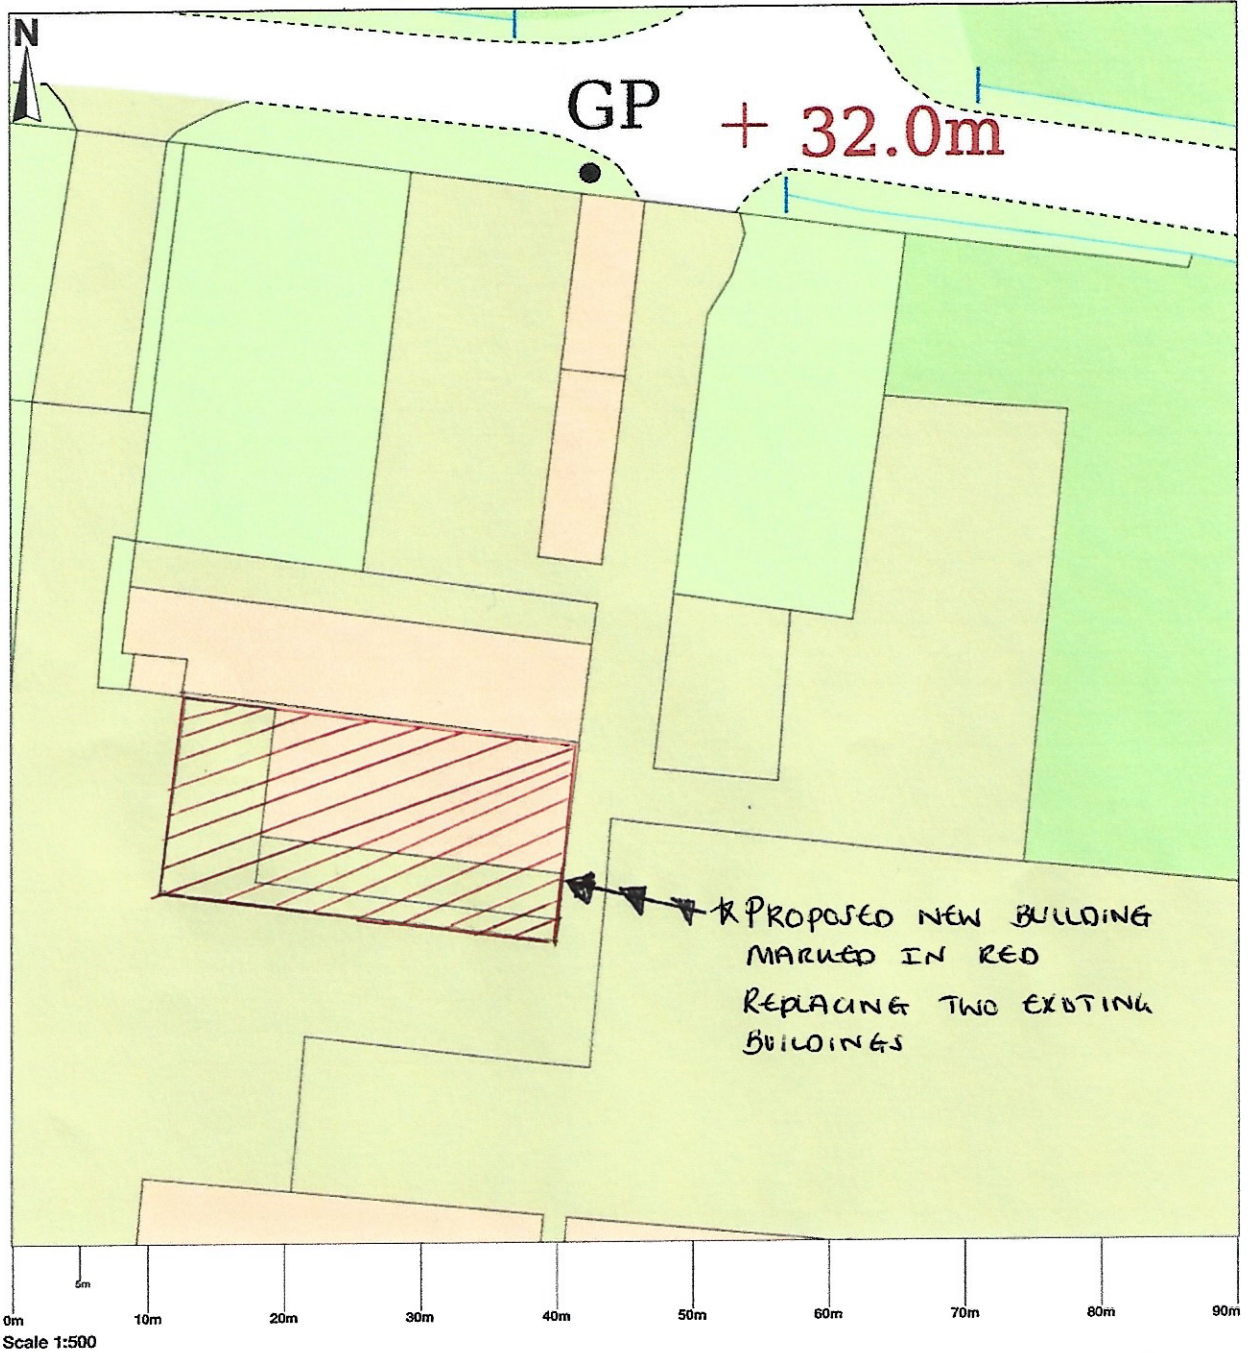 N
GP
+ 32.0m
*PROPOSED NEW BUILDING
MARKED IN RED
REPLACING TWO EXISTING
BUILDINGS
5m
0m 10m 20m 30m 40m 50m 60m 70m 80m 90m
Scale 1:500